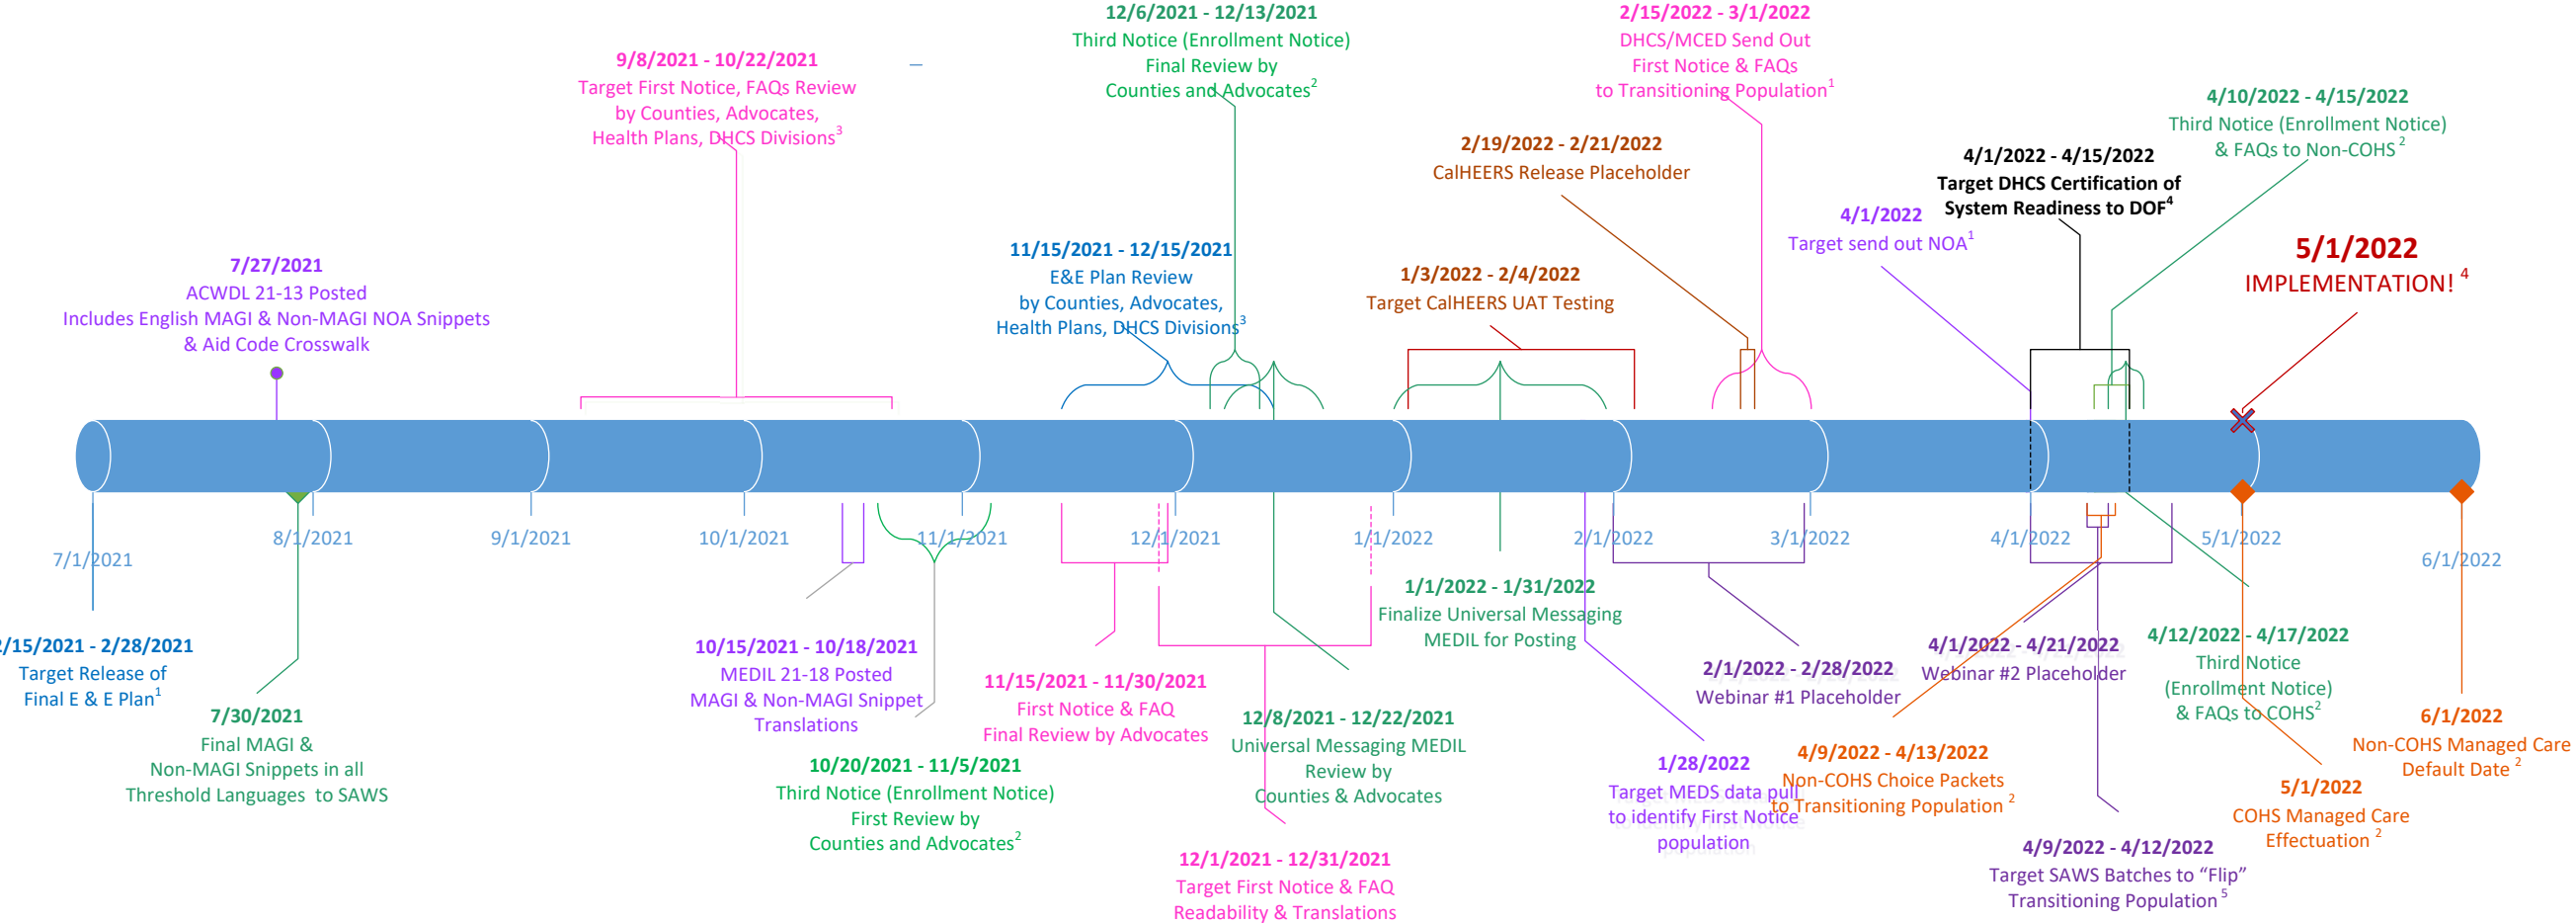 12/6/2021 - 12/13/2021
Third Notice (Enrollment Notice)
Final Review by
Counties and Advocates2
2/15/2022 - 3/1/2022
DHCS/MCED Send Out
First Notice & FAQs
to Transitioning Population1
9/8/2021 - 10/22/2021
Target First Notice, FAQs Review
by Counties, Advocates,
Health Plans, DHCS Divisions3
4/10/2022 - 4/15/2022
Third Notice (Enrollment Notice)
& FAQs to Non-COHS 2
2/19/2022 - 2/21/2022
CalHEERS Release Placeholder
4/1/2022 - 4/15/2022
Target DHCS Certification of
System Readiness to DOF4
4/1/2022
Target send out NOA1
5/1/2022
IMPLEMENTATION! 4
11/15/2021 - 12/15/2021
E&E Plan Review
by Counties, Advocates,
Health Plans, DHCS Divisions3
7/27/2021
ACWDL 21-13 Posted
Includes English MAGI & Non-MAGI NOA Snippets
& Aid Code Crosswalk
1/3/2022 - 2/4/2022
Target CalHEERS UAT Testing
7/1/2021
8/1/2021
9/1/2021
10/1/2021
11/1/2021
12/1/2021
1/1/2022
2/1/2022
3/1/2022
4/1/2022
5/1/2022
6/1/2022
2/15/2021 - 2/28/2021
Target Release of
Final E & E Plan1
7/30/2021
Final MAGI &
Non-MAGI Snippets in all
Threshold Languages to SAWS
10/15/2021 - 10/18/2021
MEDIL 21-18 Posted
MAGI & Non-MAGI Snippet
Translations
10/20/2021 - 11/5/2021
Third Notice (Enrollment Notice)
First Review by
Counties and Advocates2
11/15/2021 - 11/30/2021
First Notice & FAQ
Final Review by Advocates
12/1/2021 - 12/31/2021
Target First Notice & FAQ
Readability & Translations
12/8/2021 - 12/22/2021
Universal Messaging MEDIL
Review by
Counties & Advocates
1/1/2022 - 1/31/2022
Finalize Universal Messaging
MEDIL for Posting
1/28/2022
Target MEDS data pull
to identify First Notice
population
2/1/2022 - 2/28/2022
Webinar #1 Placeholder
4/9/2022 - 4/13/2022
Non-COHS Choice Packets
to Transitioning Population 2
4/1/2022 - 4/21/2022
Webinar #2 Placeholder
4/9/2022 - 4/12/2022
Target SAWS Batches to “Flip”
Transitioning Population 5
4/12/2022 - 4/17/2022
Third Notice
(Enrollment Notice)
& FAQs to COHS2
5/1/2022
COHS Managed Care
Effectuation 2
6/1/2022
Non-COHS Managed Care
Default Date 2